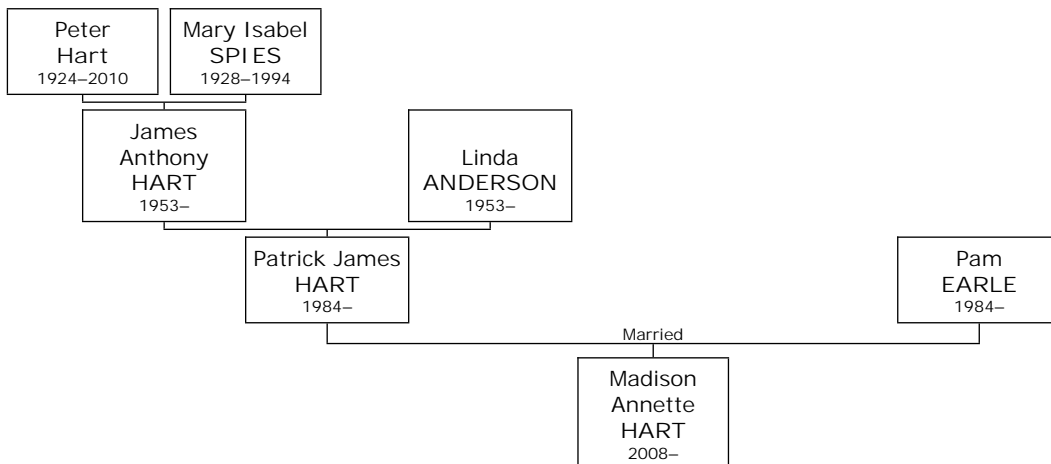 Peter
Hart
1924–2010
Mary Isabel
SPIES
1928–1994
James
Anthony
HART
1953–
Linda
ANDERSON
1953–
Patrick James
HART
1984–
Pam
EARLE
1984–
Married
Madison
Annette
HART
2008–